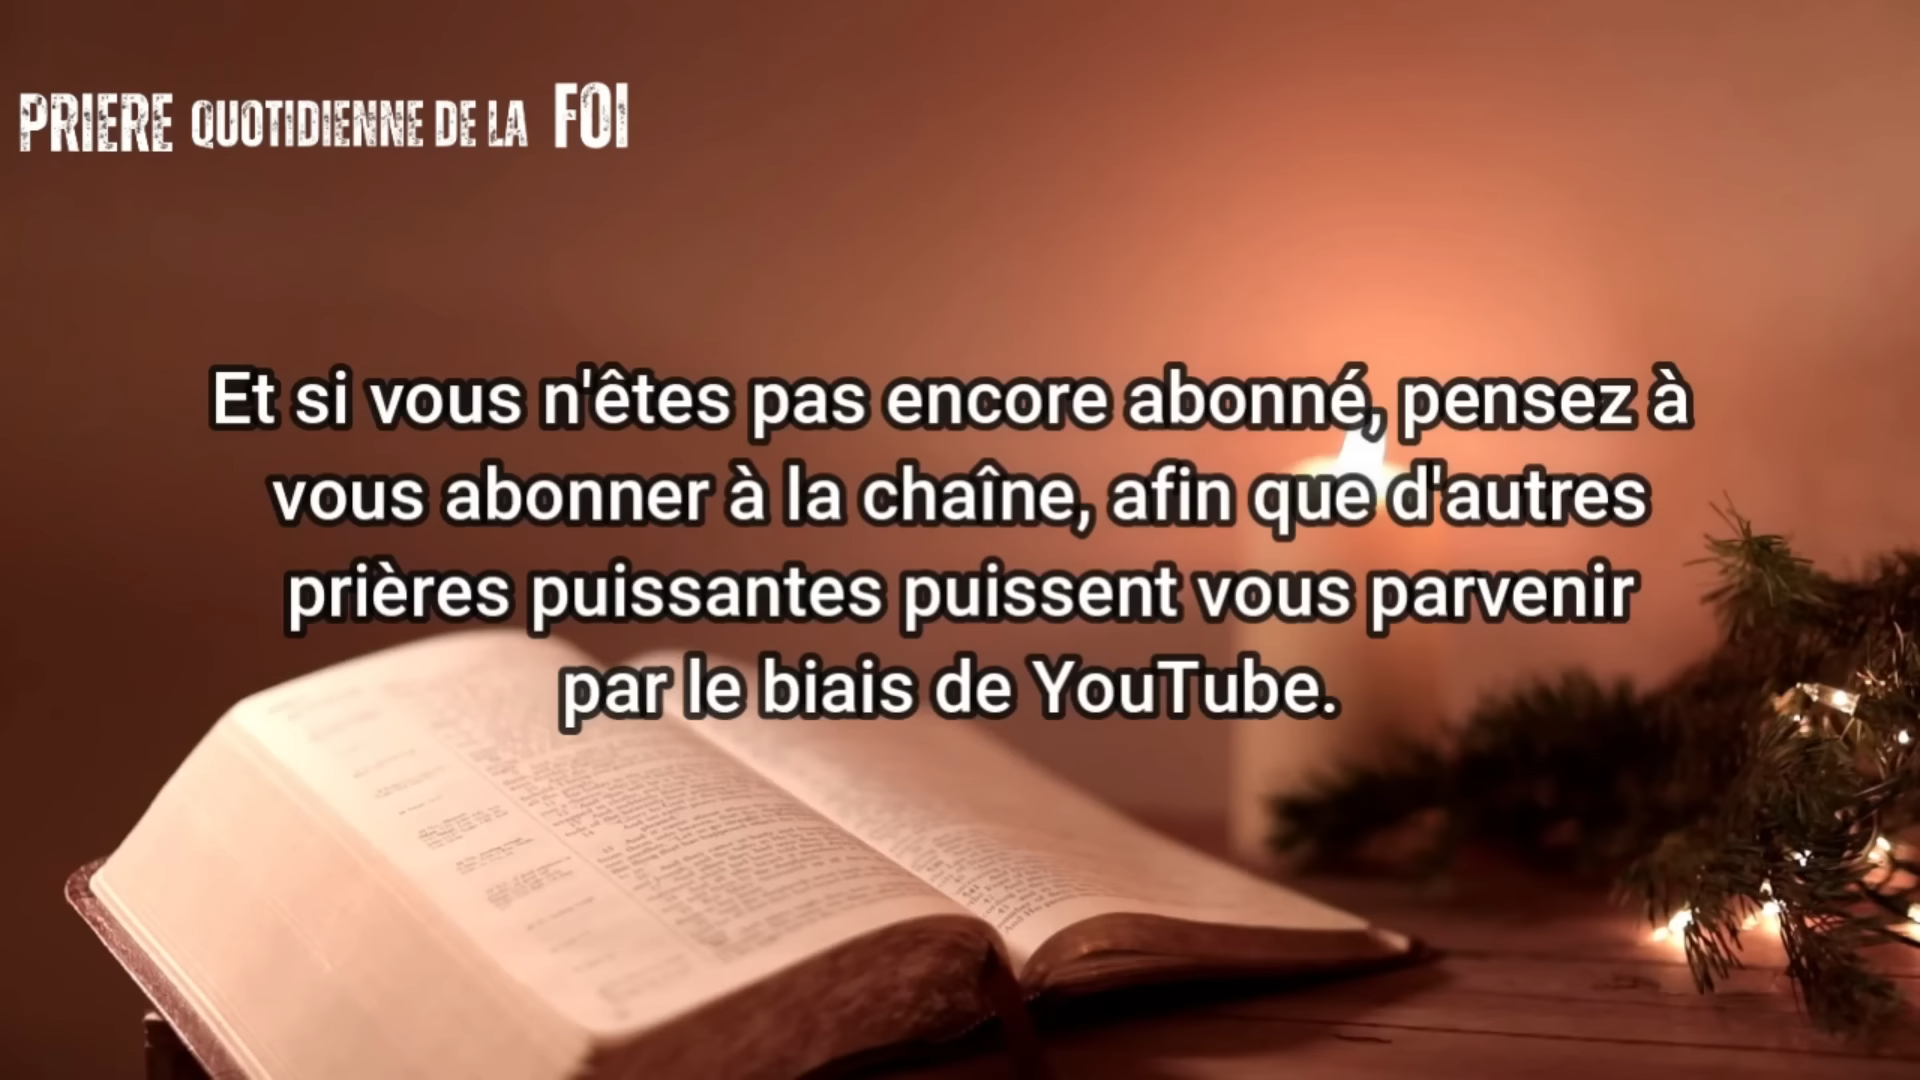 PRIERE QUOTIDIENNE DE LA FOI
Et si vous n'êtes pas encore abonné, pensez à
vous abonner à la chaîne, afin que d'autres
prières puissantes puissent vous parvenir
par le biais de YouTube.